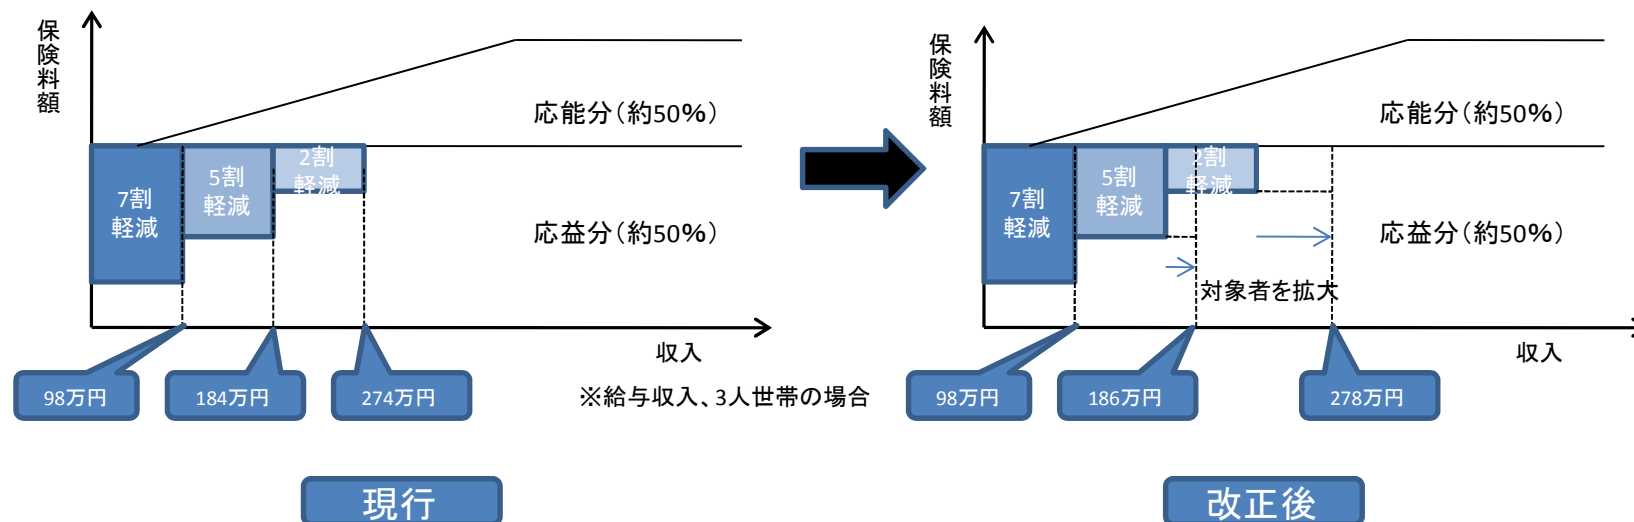 保険料額
応能分(約50%)
7割
軽減
5割
軽減
2割
軽減
応益分(約50%)
収入
98万円
184万円
274万円
※給与収入、3人世帯の場合
現行
保険料額
応能分(約50%)
7割
軽減
5割
軽減
2割
軽減
応益分(約50%)
対象者を拡大
収入
98万円
186万円
278万円
改正後